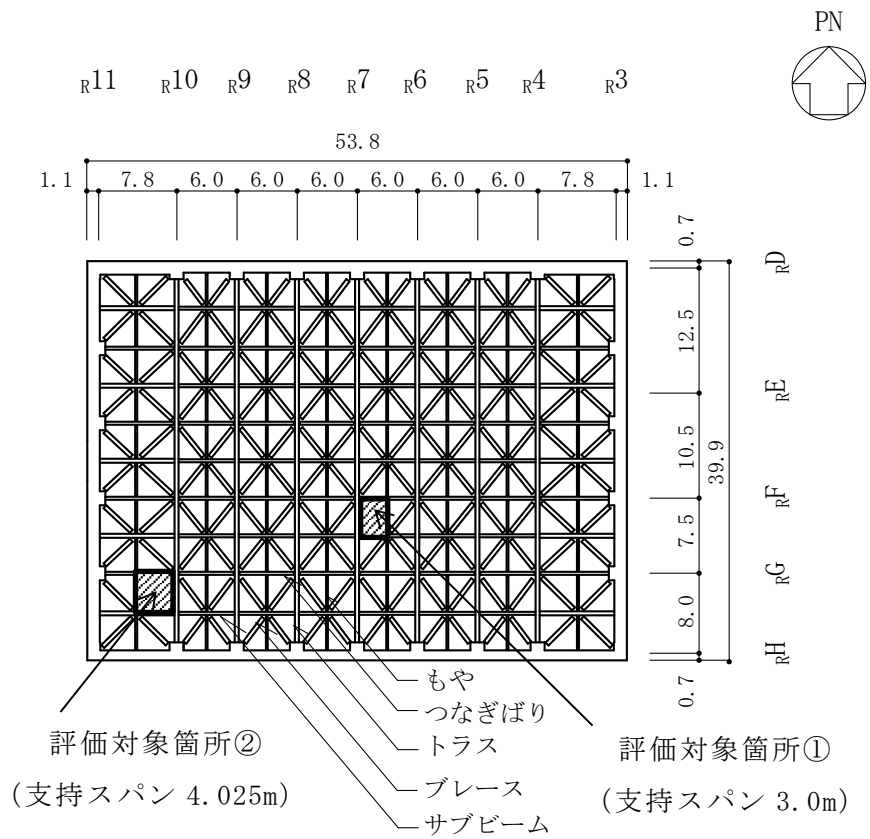 PN
R11 R10 R9 R8 R7 R6 R5 R4 R3
53.8
1.1 7.8 6.0 6.0 6.0 6.0 6.0 6.0 7.8 1.1
0.7
RD
12.5
RE
10.5
39.9
RF
7.5
RG
8.0
RH
0.7
もや
つなぎばり
トラス
ブレース
サブビーム
評価対象箇所②
(支持スパン 4.025m)
評価対象箇所①
(支持スパン 3.0m)